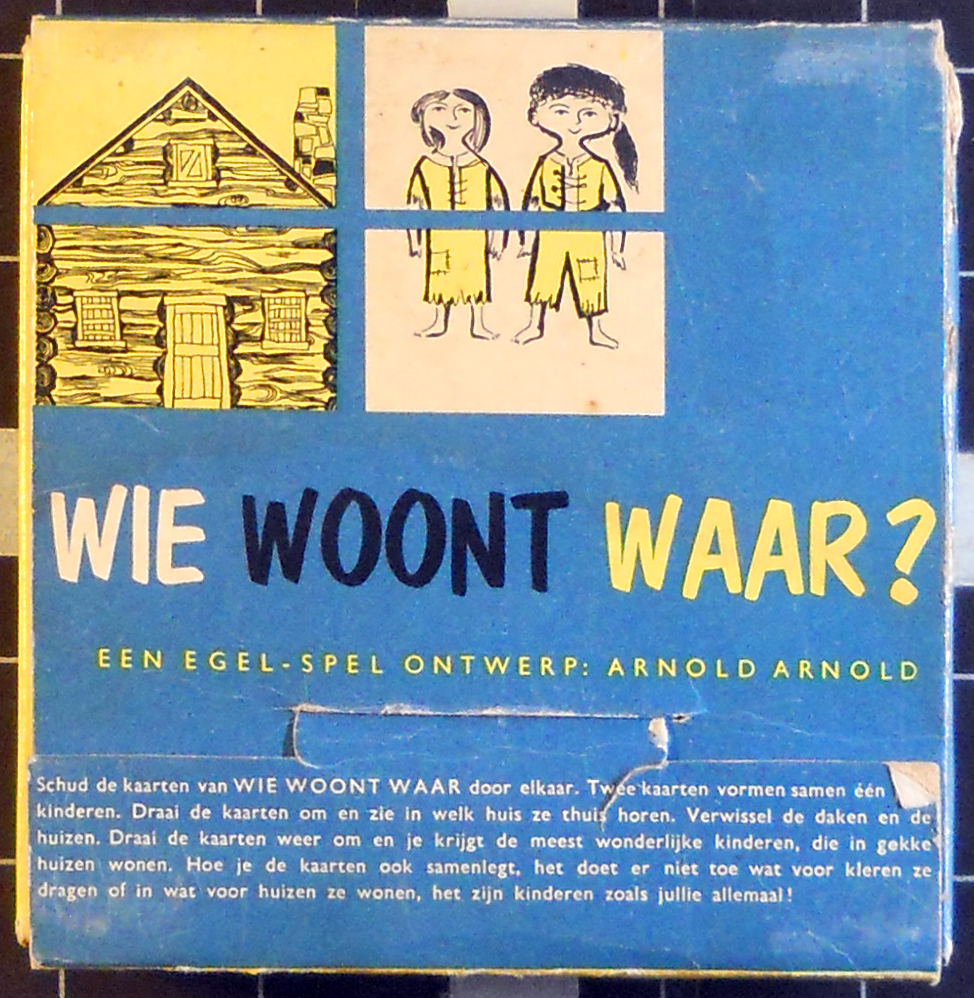 WIE WOONT WAAR?
EEN EGEL-SPEL ONTWERP: ARNOLD ARNOLD
Schud de kaarten van WIE WOONT WAAR door elkaar. Twee kaarten vormen samen één
kinderen. Draai de kaarten om en zie in welk huis ze thuis horen. Verwissel de daken en de
huizen. Draai de kaarten weer om en je krijgt de meest wonderlijke kinderen, die in gekke
huizen wonen. Hoe je de kaarten ook samenlegt, het doet er niet toe wat voor kleren ze
dragen of in wat voor huizen ze wonen, het zijn kinderen zoals jullie allemaal!